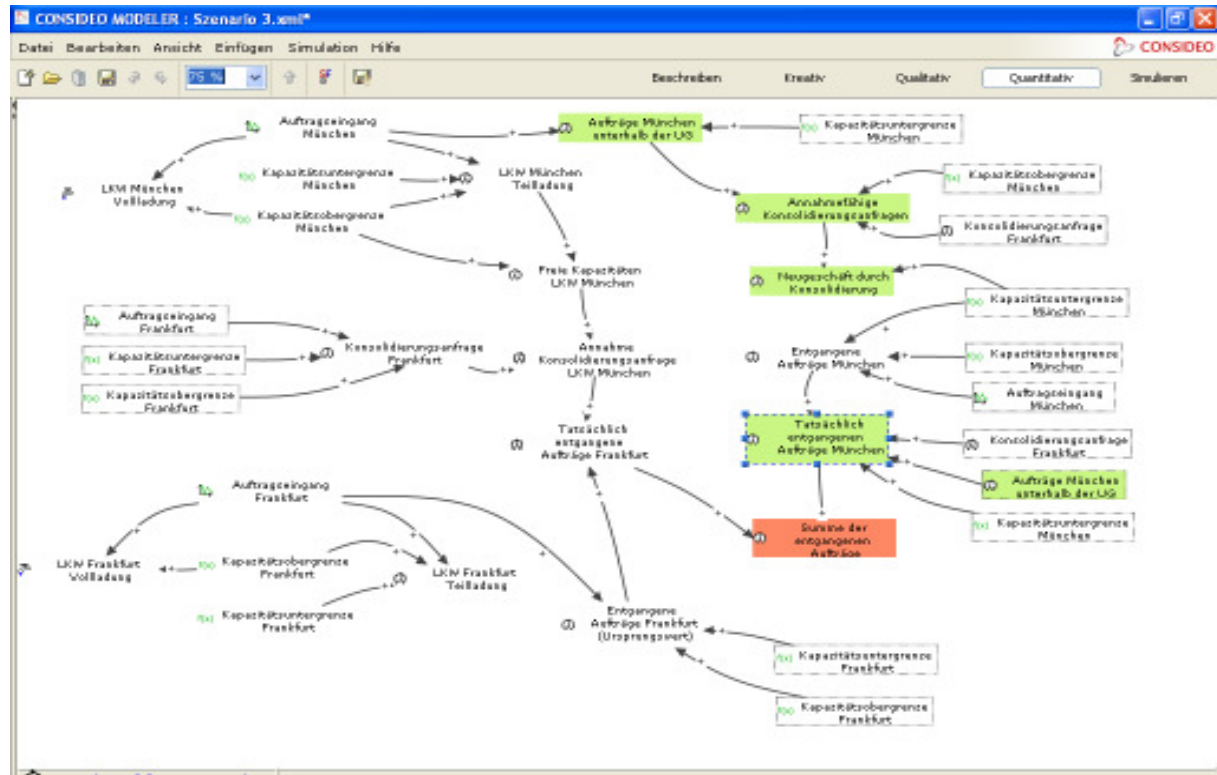 CONSIDEO MODELER : Szenario 3.xml*
Datei Bearbeiten Ansicht Einfügen Simulation Hilfe
CONSIDEO
75 %
Beschreiben Kreativ Qualitativ Quantitativ Simulieren
Auftragseingang
München
Aufträge München
unterhalb der UG
Kapazitätsuntergrenze
München
LKW München
Vollladung
Kapazitätsuntergrenze
München
LKW München
Teilladung
Kapazitätsobergrenze
München
Kapazitätsobergrenze
München
Annahmefähige
Konsolidierungsanfragen
Konsolidierungsanfrage
Frankfurt
Freie Kapazitäten
LKW München
Neugeschäft durch
Konsolidierung
Kapazitätsuntergrenze
München
Auftragseingang
Frankfurt
Kapazitätsuntergrenze
Frankfurt
Kapazitätsobergrenze
Frankfurt
Konsolidierungsanfrage
Frankfurt
Annahme
Konsolidierungsanfrage
LKW München
Entgangene
Aufträge München
Kapazitätsobergrenze
München
Auftragseingang
München
Tatsächlich
entgangene
Aufträge Frankfurt
Tatsächlich
entgangenen
Aufträge München
Konsolidierungsanfrage
Frankfurt
Aufträge München
unterhalb der UG
Kapazitätsuntergrenze
München
Auftragseingang
Frankfurt
Summe der
entgangenen
Aufträge
LKW Frankfurt
Vollladung
Kapazitätsobergrenze
Frankfurt
LKW Frankfurt
Teilladung
Kapazitätsuntergrenze
Frankfurt
Entgangene
Aufträge Frankfurt
(Ursprungswert)
Kapazitätsuntergrenze
Frankfurt
Kapazitätsobergrenze
Frankfurt